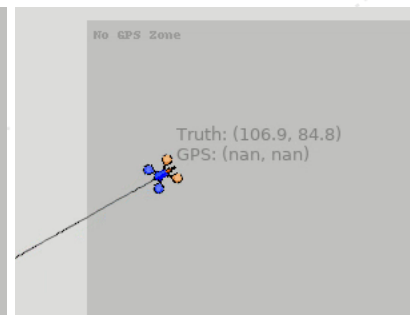 No GPS Zone
Truth: (106.9, 84.8)
GPS: (nan, nan)